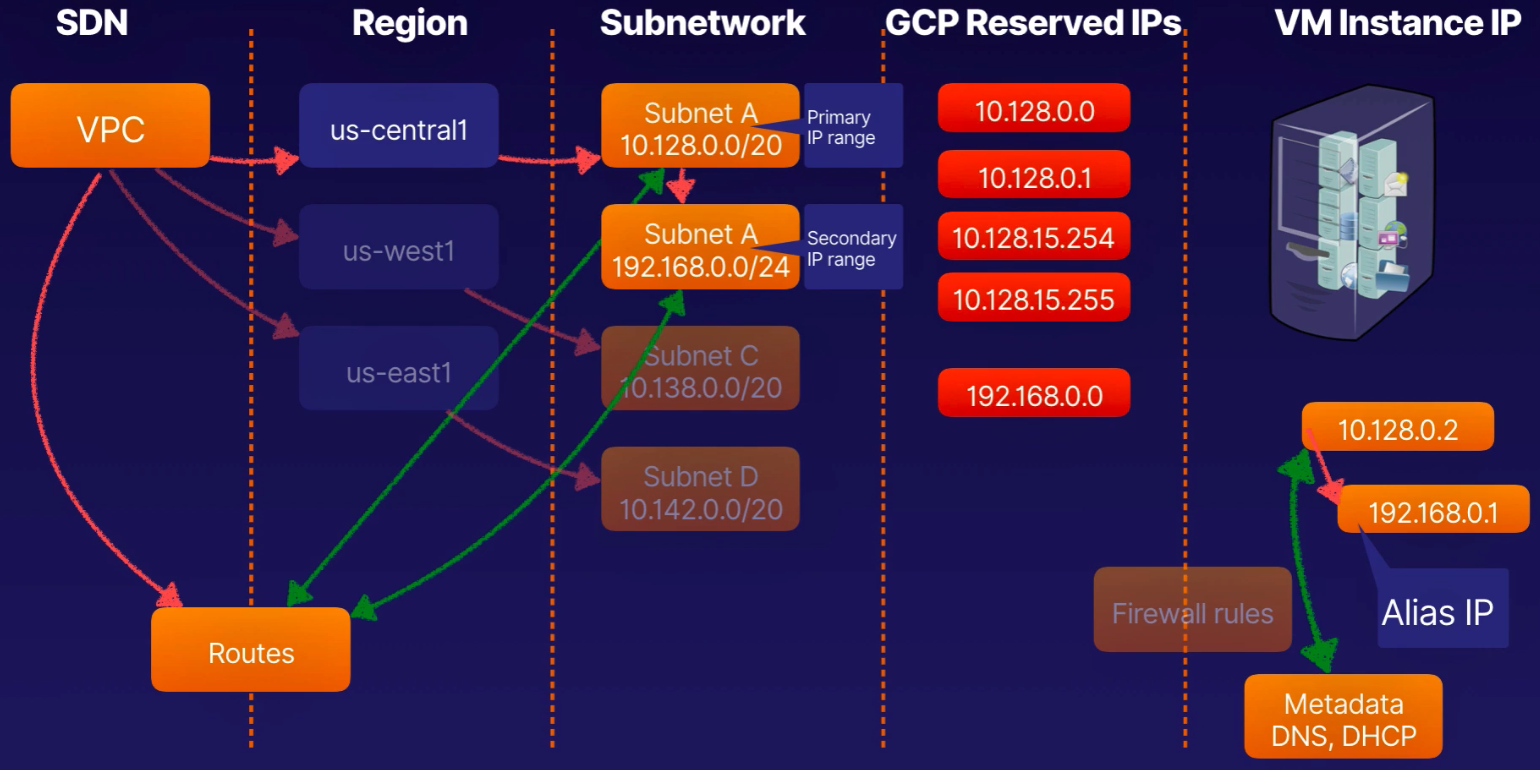 SDN
Region
Subnetwork
GCP Reserved IPs
VM Instance IP
VPC
us-central1
us-west1
us-east1
Subnet A
10.128.0.0/20
Primary
IP range
Subnet A
192.168.0.0/24
Secondary
IP range
Subnet C
10.138.0.0/20
Subnet D
10.142.0.0/20
10.128.0.0
10.128.0.1
10.128.15.254
10.128.15.255
192.168.0.0
10.128.0.2
192.168.0.1
Alias IP
Firewall rules
Routes
Metadata
DNS, DHCP